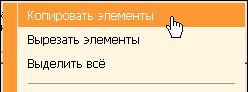 Копировать элементы
Вырезать элементы
Выделить всё